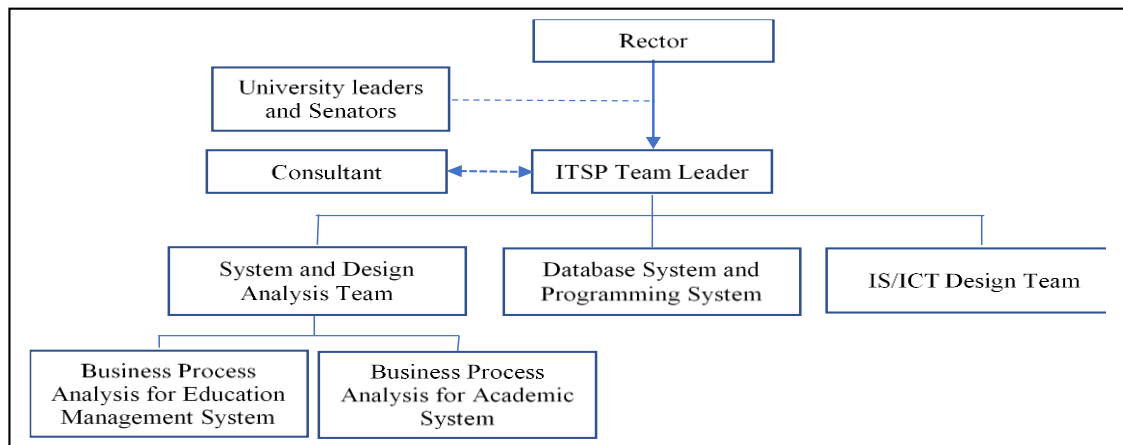 Rector
University leaders
and Senators
Consultant
ITSP Team Leader
System and Design
Analysis Team
Database System and
Programming System
IS/ICT Design Team
Business Process
Analysis for Education
Management System
Business Process
Analysis for Academic
System